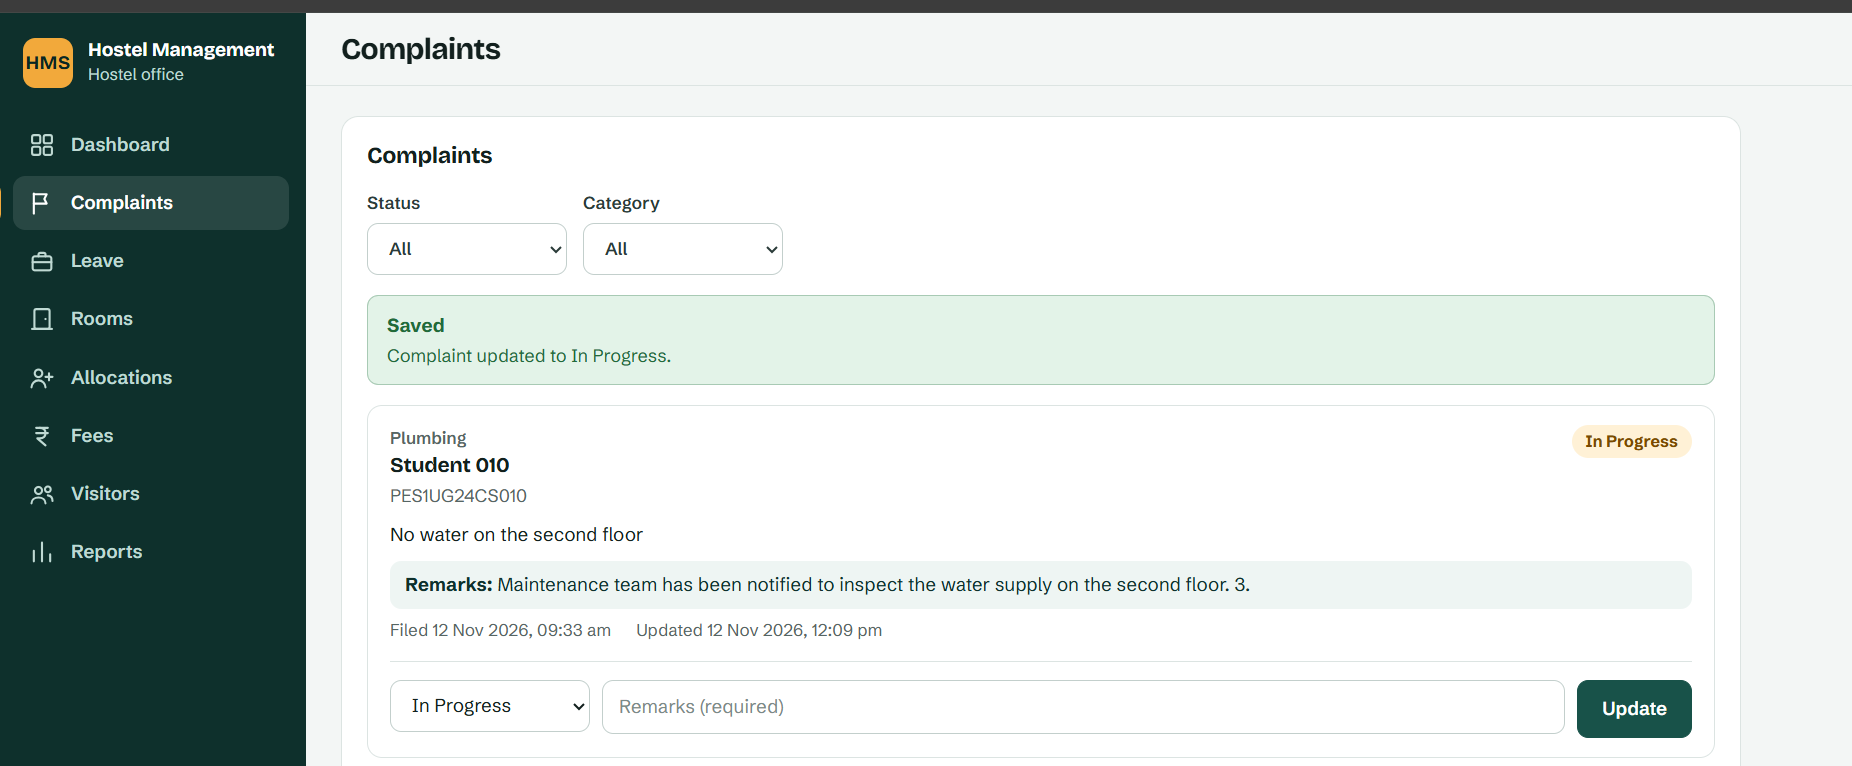 HMS
Hostel Management
Hostel office
Dashboard
Complaints
Leave
Rooms
Allocations
Fees
Visitors
Reports
Complaints
Complaints
Status
Category
All
All
Saved
Complaint updated to In Progress.
Plumbing
In Progress
Student 010
PES1UG24CS010
No water on the second floor
Remarks: Maintenance team has been notified to inspect the water supply on the second floor. 3.
Filed 12 Nov 2026, 09:33 am Updated 12 Nov 2026, 12:09 pm
In Progress
Remarks (required)
Update